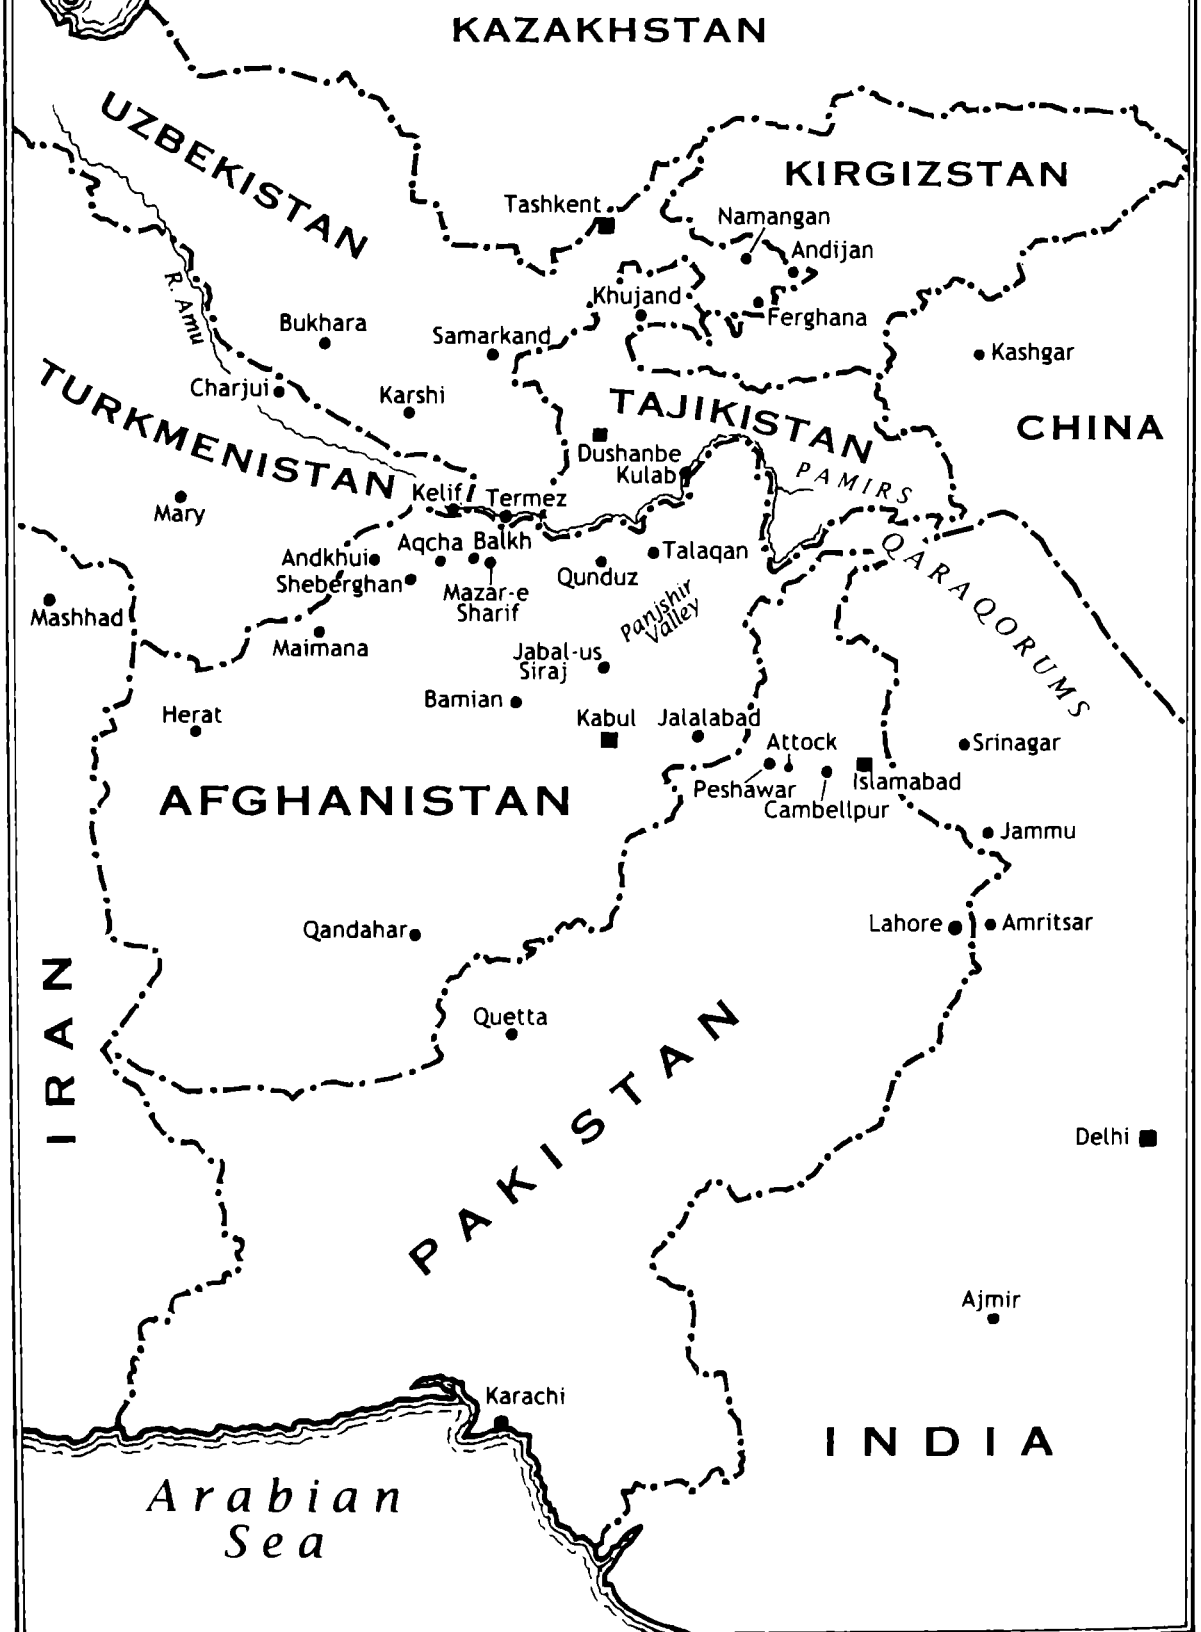 KAZAKHSTAN
UZBEKISTAN
KIRGIZSTAN
Tashkent
Namangan
Andijan
Khujand
Ferghana
R. Amu
Bukhara
Samarkand
Kashgar
TURKMENISTAN
Charjui
Karshi
TAJIKISTAN
CHINA
Dushanbe
Kulab
PAMIRS
Kelif
Termez
Mary
Andkhui
Aqcha
Balkh
Talaqan
QARAQORUMS
Sheberghan
Mazar-e
Sharif
Qunduz
Panjshir
Valley
Mashhad
Maimana
Jabal-us
Siraj
Bamian
Herat
Kabul
Jalalabad
Attock
Srinagar
Peshawar
Islamabad
Cambellpur
AFGHANISTAN
Jammu
Qandahar
Lahore
Amritsar
IRAN
Quetta
PAKISTAN
Delhi
Ajmir
Karachi
INDIA
Arabian
Sea